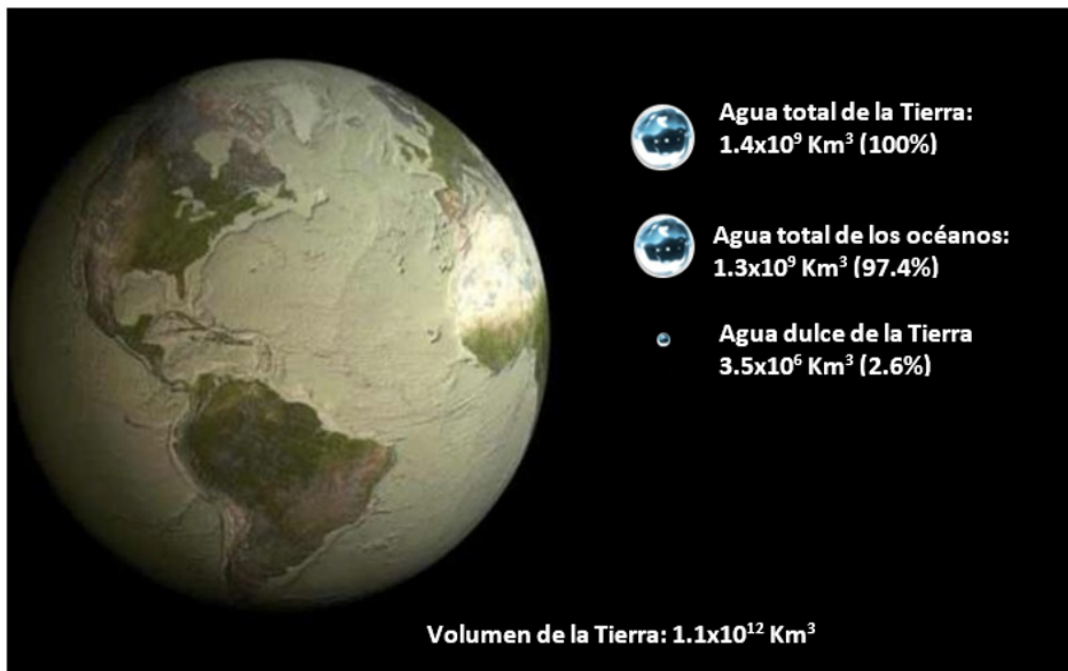 Agua total de la Tierra:
1.4x10⁹ Km³ (100%)
Agua total de los océanos:
1.3x10⁹ Km³ (97.4%)
Agua dulce de la Tierra
3.5x10⁶ Km³ (2.6%)
Volumen de la Tierra: 1.1x10¹² Km³